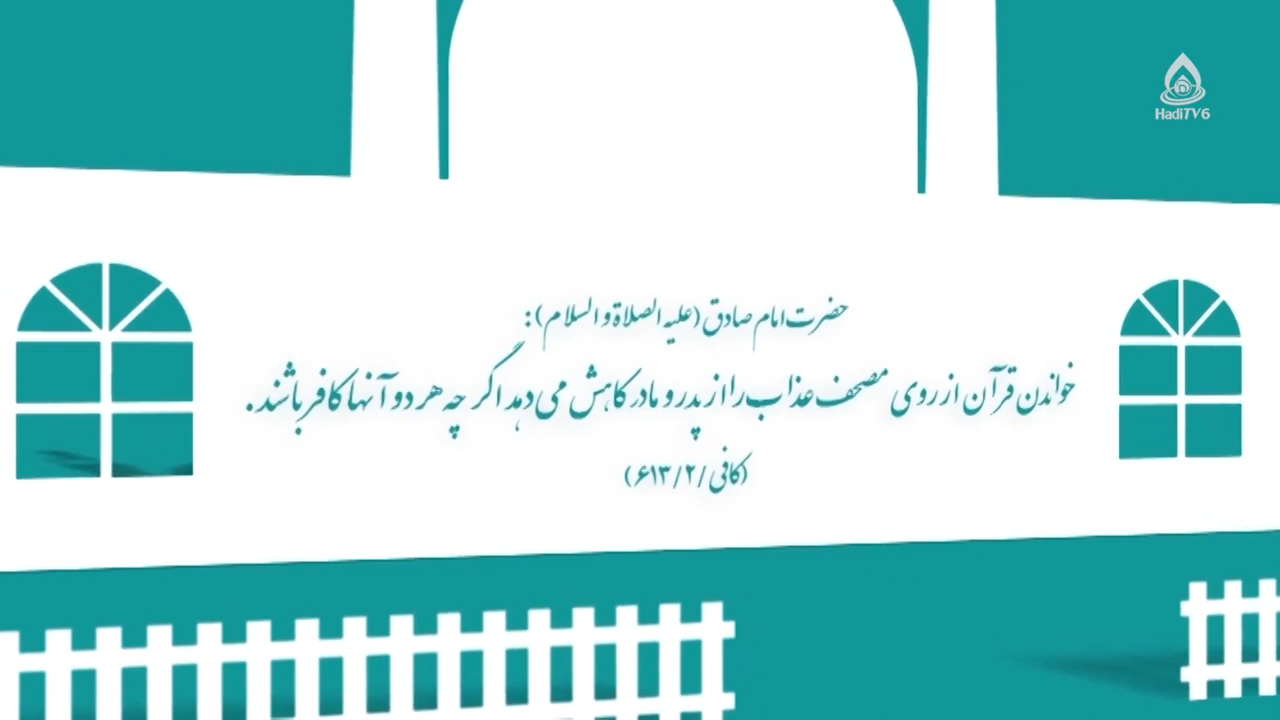 HadiTV6
حضرت امام صادق (علیه الصلاة و السلام):
خواندن قرآن از روی مصحف عذاب را از پدر و مادر کاهش می دهد اگر چه هر دو آنها کافر باشند.
(کافی/ ۲/ ۶۱۳)